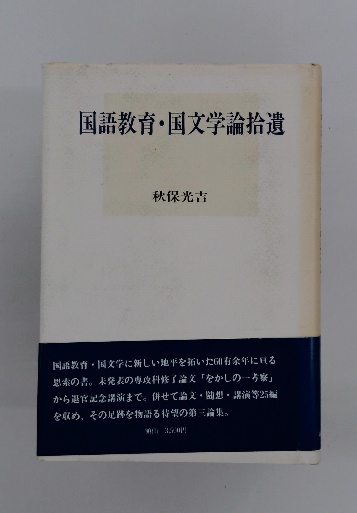 国語教育・国文学論拾遺
秋保光吉
国語教育・国文学に新しい地平を拓いた60有余年に亘る
思索の書。未発表の専攻科修了論文「をかしの一考察」
から退官記念講演まで。併せて論文・随想・講演等25編
を収め、その足跡を物語る待望の第三論集。
3,500円